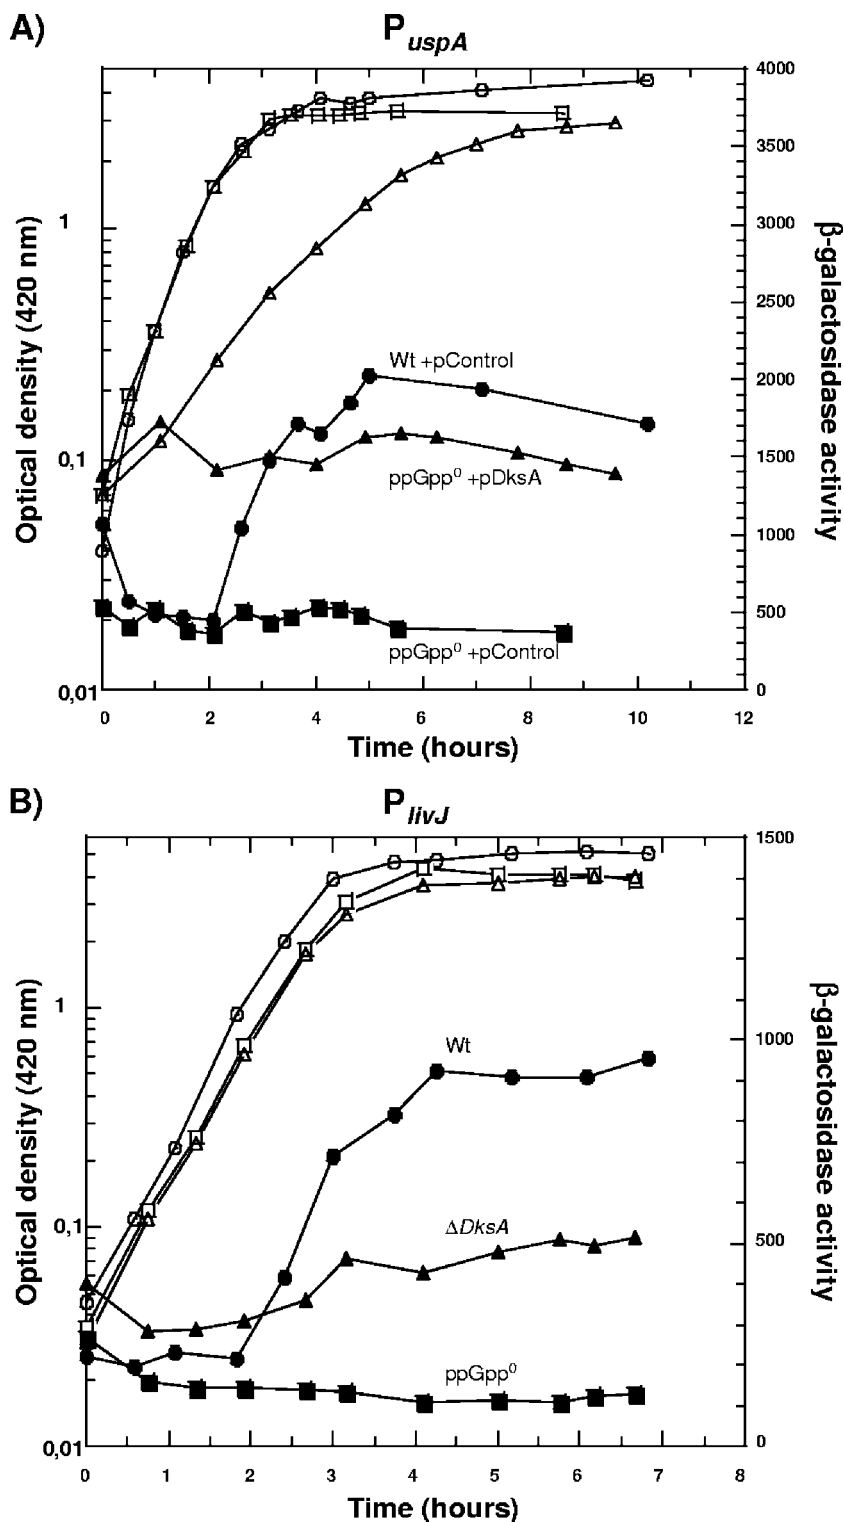 A)
P uspA
Optical density (420 nm)
1
0.1
0,01
4000
3500
3000
2500
2000
1500
1000
500
0
β-galactosidase activity
Wt +pControl
ppGpp⁰ +pDksA
ppGpp⁰ +pControl
0 2 4 6 8 10 12
Time (hours)
B)
P livJ
Optical density (420 nm)
1
0,1
0,01
1500
1000
500
0
β-galactosidase activity
Wt
ΔDksA
ppGpp⁰
0 1 2 3 4 5 6 7 8
Time (hours)